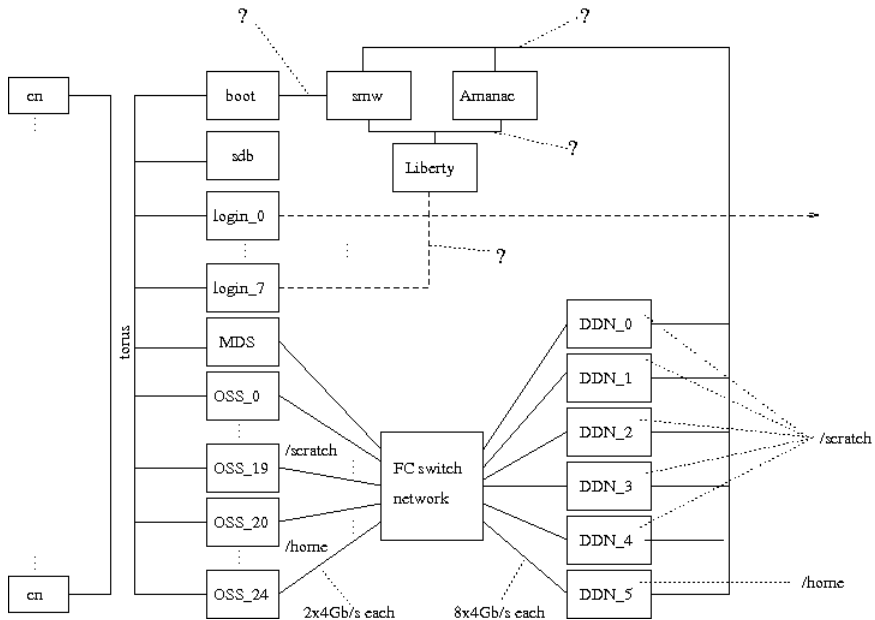 ?
?
cn
boot
smw
Amanac
sdb
?
Liberty
login_0
?
login_7
torus
MDS
DDN_0
OSS_0
DDN_1
/scratch
DDN_2
/scratch
OSS_19
FC switch
network
DDN_3
OSS_20
/home
DDN_4
cn
OSS_24
2x4Gb/s each
8x4Gb/s each
DDN_5
/home